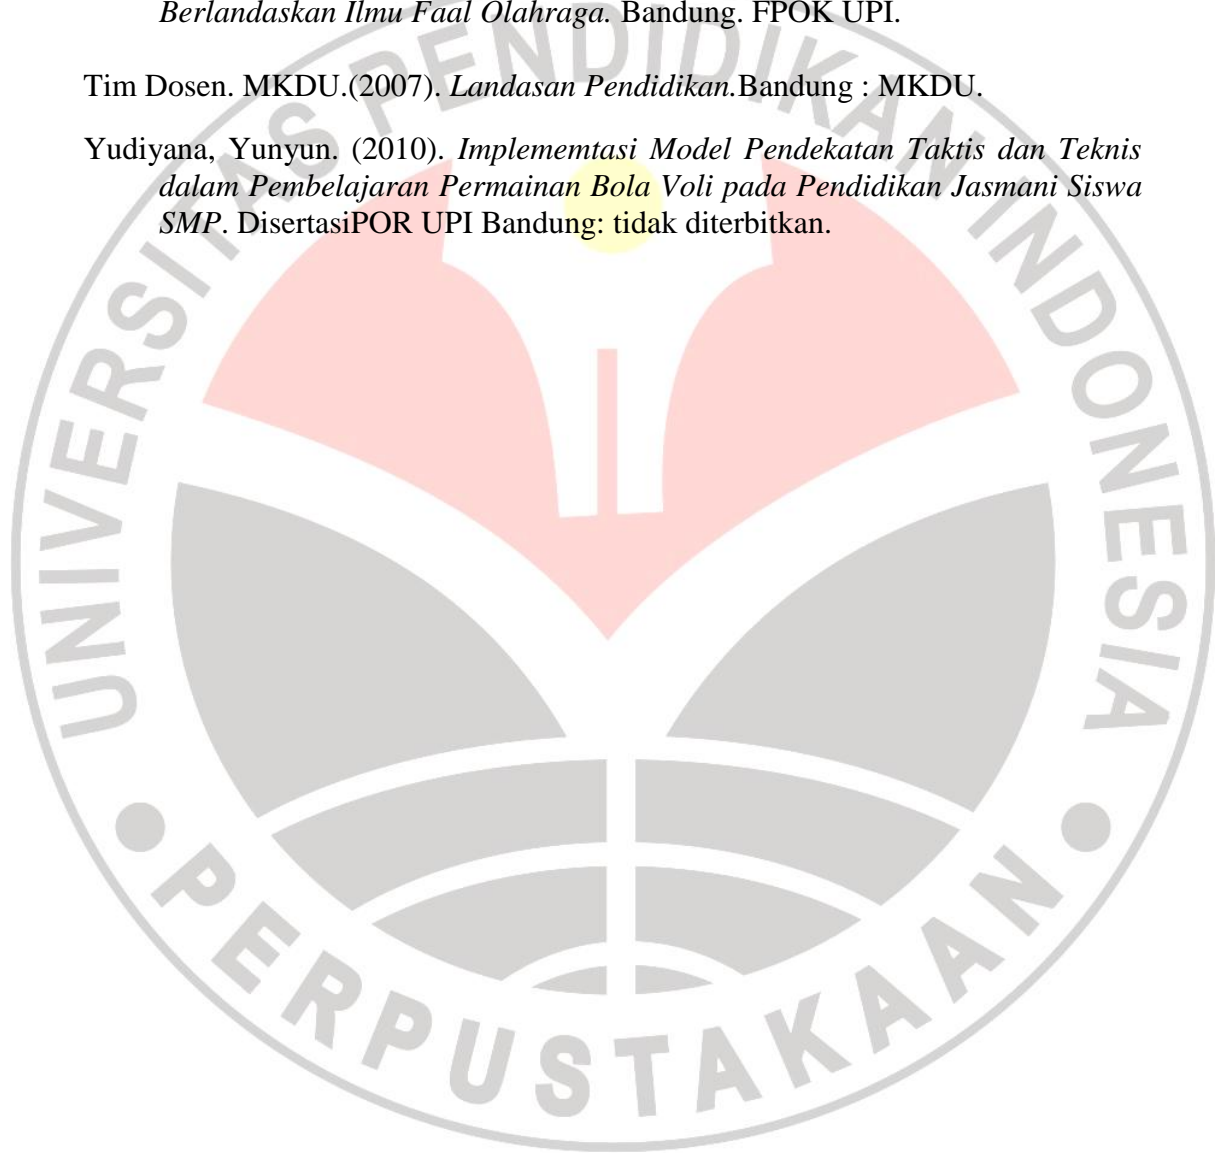 Berlandaskan Ilmu Faal Olahraga. Bandung. FPOK UPI.
Tim Dosen. MKDU.(2007). Landasan Pendidikan.Bandung : MKDU.
Yudiyana, Yunyun. (2010). Implememtasi Model Pendekatan Taktis dan Teknis
dalam Pembelajaran Permainan Bola Voli pada Pendidikan Jasmani Siswa
SMP. DisertasiPOR UPI Bandung: tidak diterbitkan.
UNIVERSITAS PENDIDIKAN INDONESIA
PERPUSTAKAAN